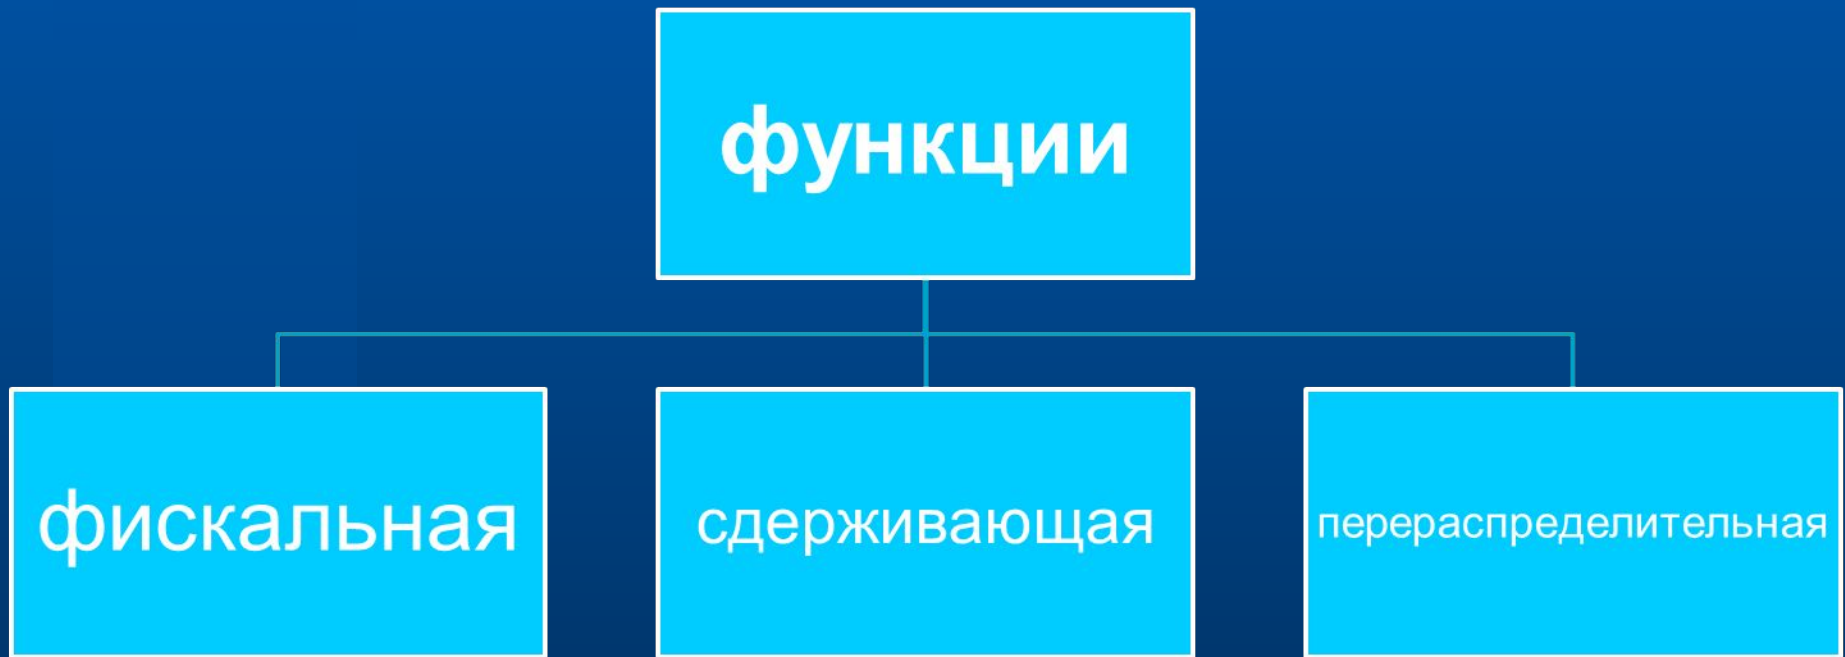 функции
фискальная
сдерживающая
перераспределительная